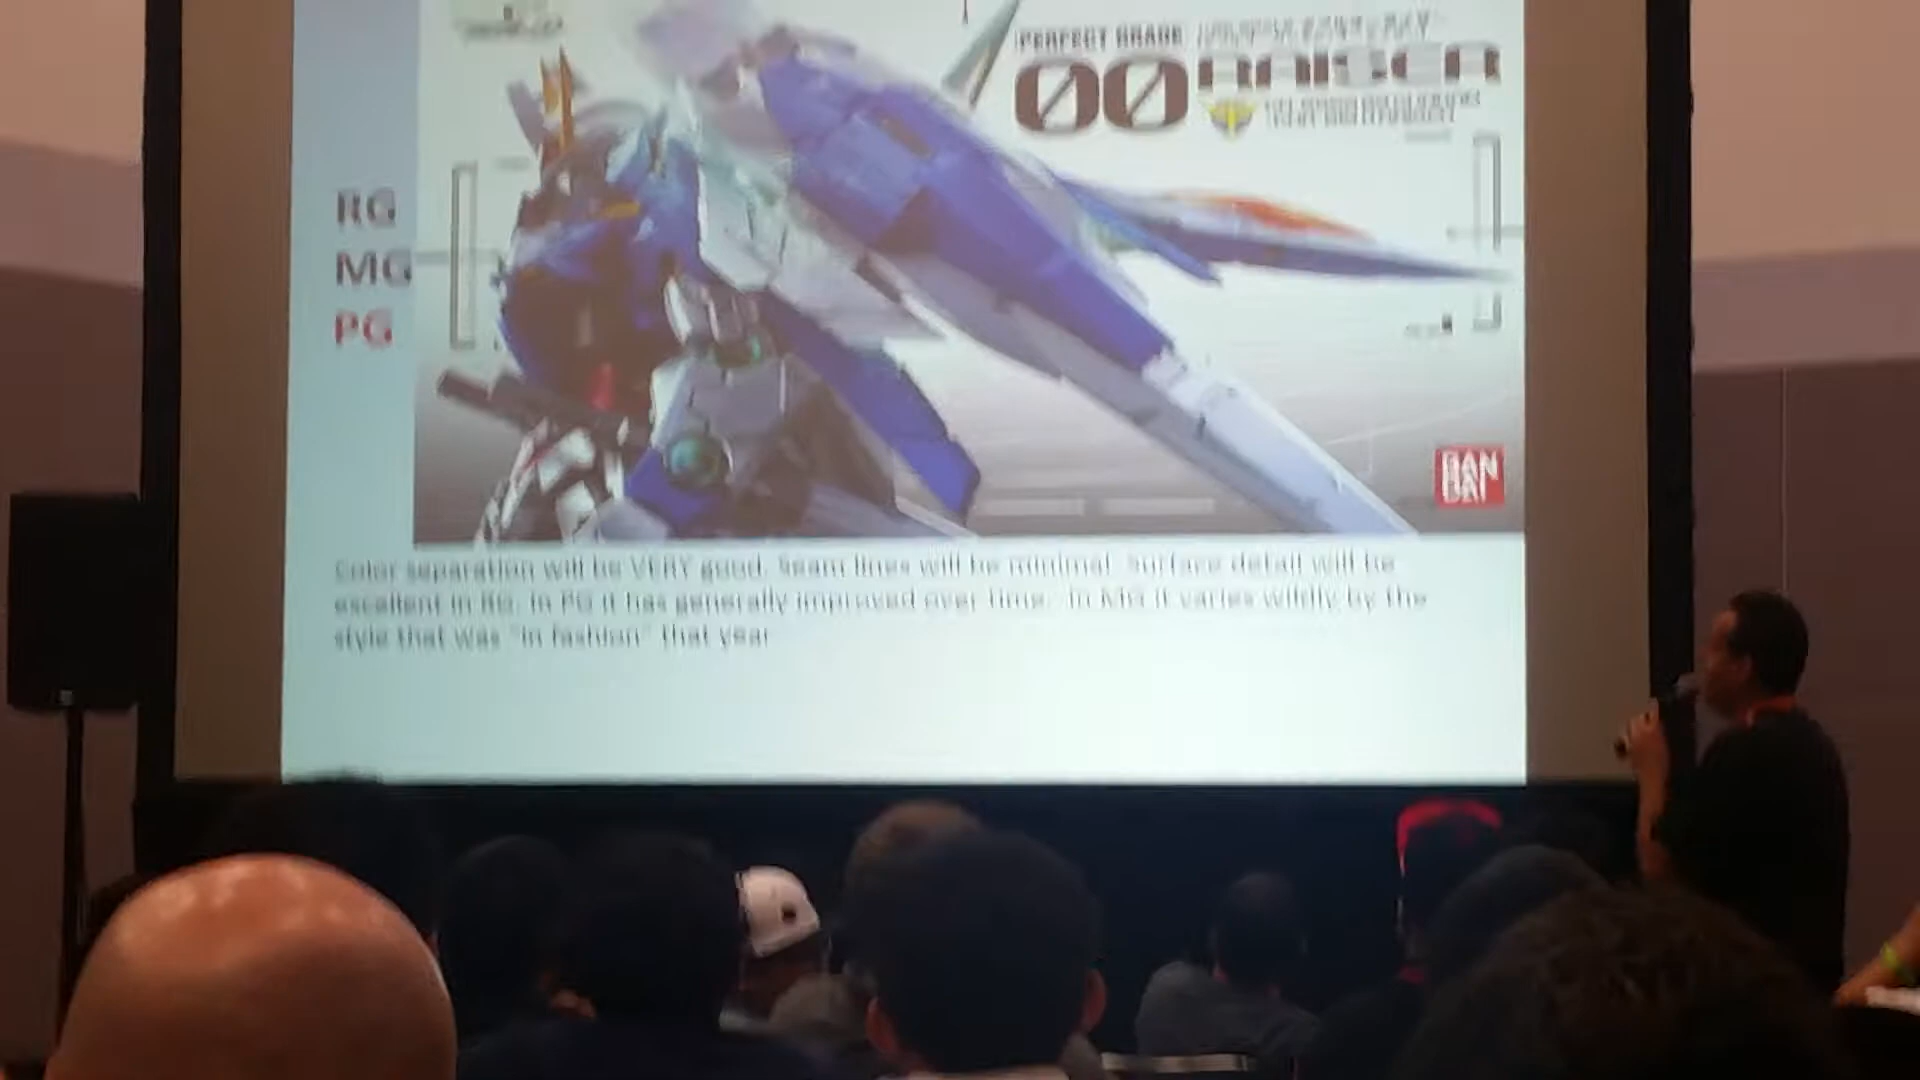 PERFECT GRADE
00 RAISER
RG
MG
PG
BAN
DAI
Color separation will be VERY good. Seam lines will be minimal. Surface detail will be
excellent in RG. In PG it has generally improved over time. In MG it varies wildly by the
style that was "in fashion" that year